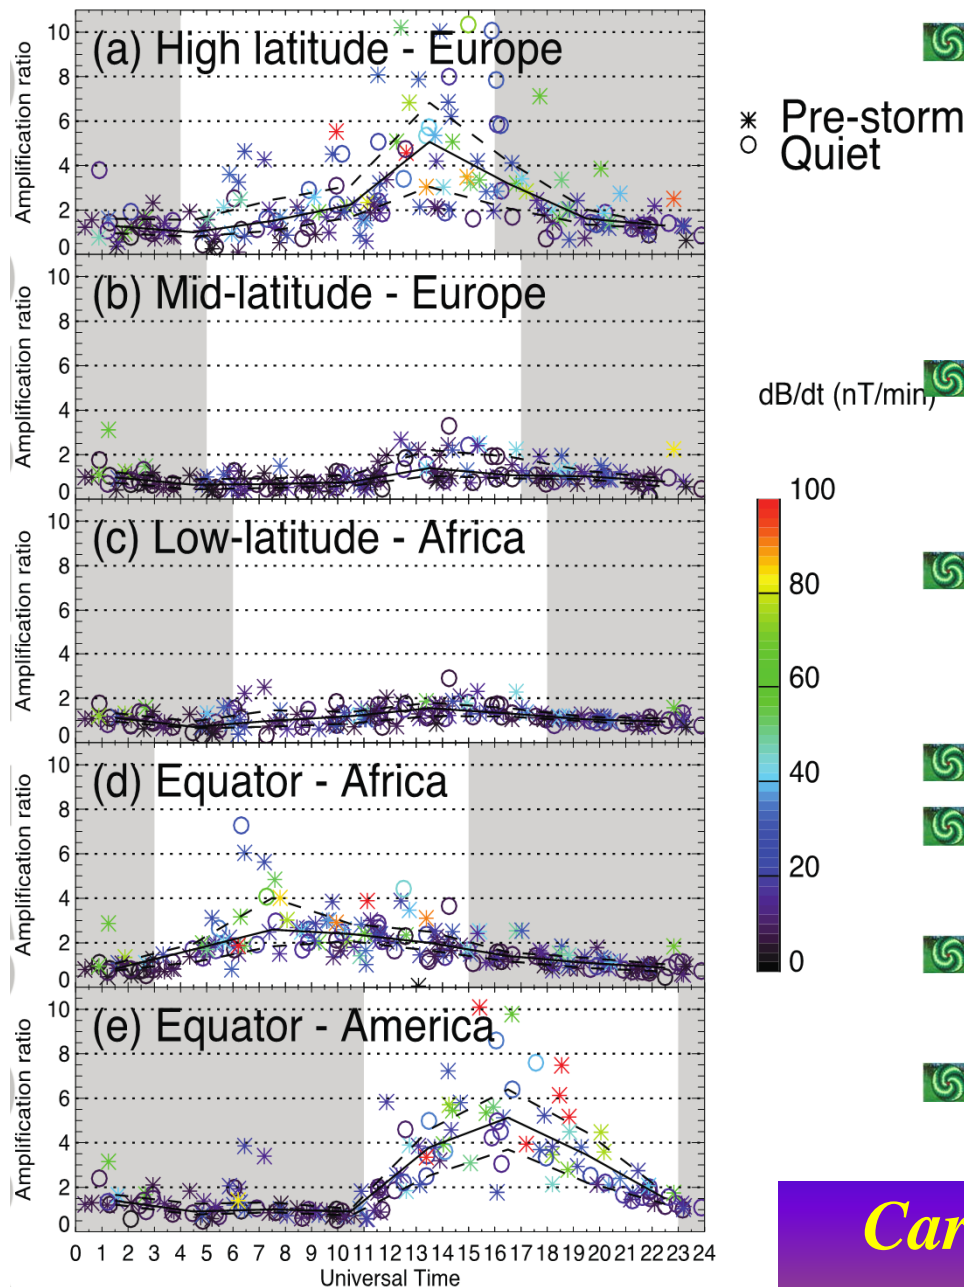 (a) High latitude - Europe
Amplification ratio
10
8
6
4
2
0
(b) Mid-latitude - Europe
Amplification ratio
10
8
6
4
2
0
(c) Low-latitude - Africa
Amplification ratio
10
8
6
4
2
0
(d) Equator - Africa
Amplification ratio
10
8
6
4
2
0
(e) Equator - America
Amplification ratio
10
8
6
4
2
0
0 1 2 3 4 5 6 7 8 9 10 11 12 13 14 15 16 17 18 19 20 21 22 23 24
Universal Time
Pre-storm
Quiet
dB/dt (nT/min)
100
80
60
40
20
0
Car